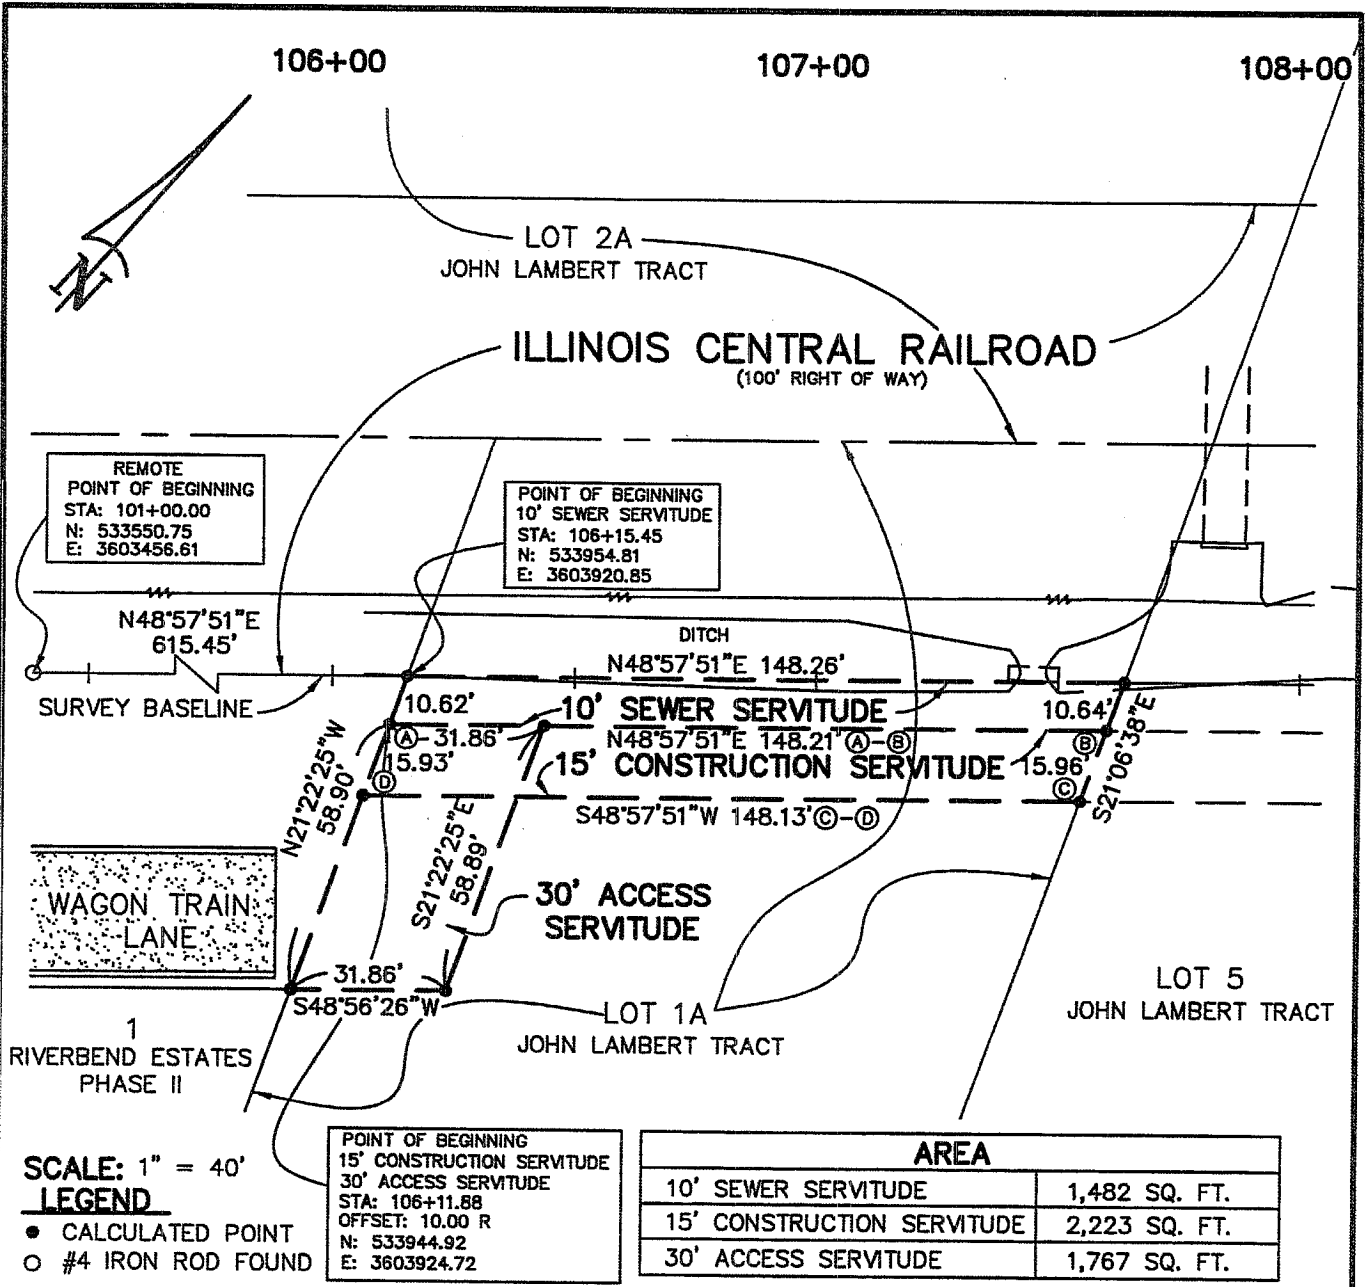 106+00
107+00
108+00
N
LOT 2A
JOHN LAMBERT TRACT
ILLINOIS CENTRAL RAILROAD
(100' RIGHT OF WAY)
REMOTE
POINT OF BEGINNING
STA: 101+00.00
N: 533550.75
E: 3603456.61
POINT OF BEGINNING
10' SEWER SERVITUDE
STA: 106+15.45
N: 533954.81
E: 3603920.85
N48°57'51"E
615.45'
SURVEY BASELINE
DITCH
N48°57'51"E 148.26'
10.62'
10' SEWER SERVITUDE
10.64'
Ⓐ- 31.86'
N48°57'51"E 148.21' Ⓐ-Ⓑ
Ⓑ
15.93'
Ⓓ
15' CONSTRUCTION SERVITUDE
15.96'
Ⓒ
S21°06'38"E
S48°57'51"W 148.13' Ⓒ-Ⓓ
N21°22'25"W
58.90'
S21°22'25"E
58.89'
WAGON TRAIN
LANE
30' ACCESS
SERVITUDE
31.86'
S48°56'26"W
LOT 1A
JOHN LAMBERT TRACT
LOT 5
JOHN LAMBERT TRACT
1
RIVERBEND ESTATES
PHASE II
SCALE: 1" = 40'
LEGEND
● CALCULATED POINT
○ #4 IRON ROD FOUND
POINT OF BEGINNING
15' CONSTRUCTION SERVITUDE
30' ACCESS SERVITUDE
STA: 106+11.88
OFFSET: 10.00 R
N: 533944.92
E: 3603924.72
AREA
10' SEWER SERVITUDE 1,482 SQ. FT.
15' CONSTRUCTION SERVITUDE 2,223 SQ. FT.
30' ACCESS SERVITUDE 1,767 SQ. FT.